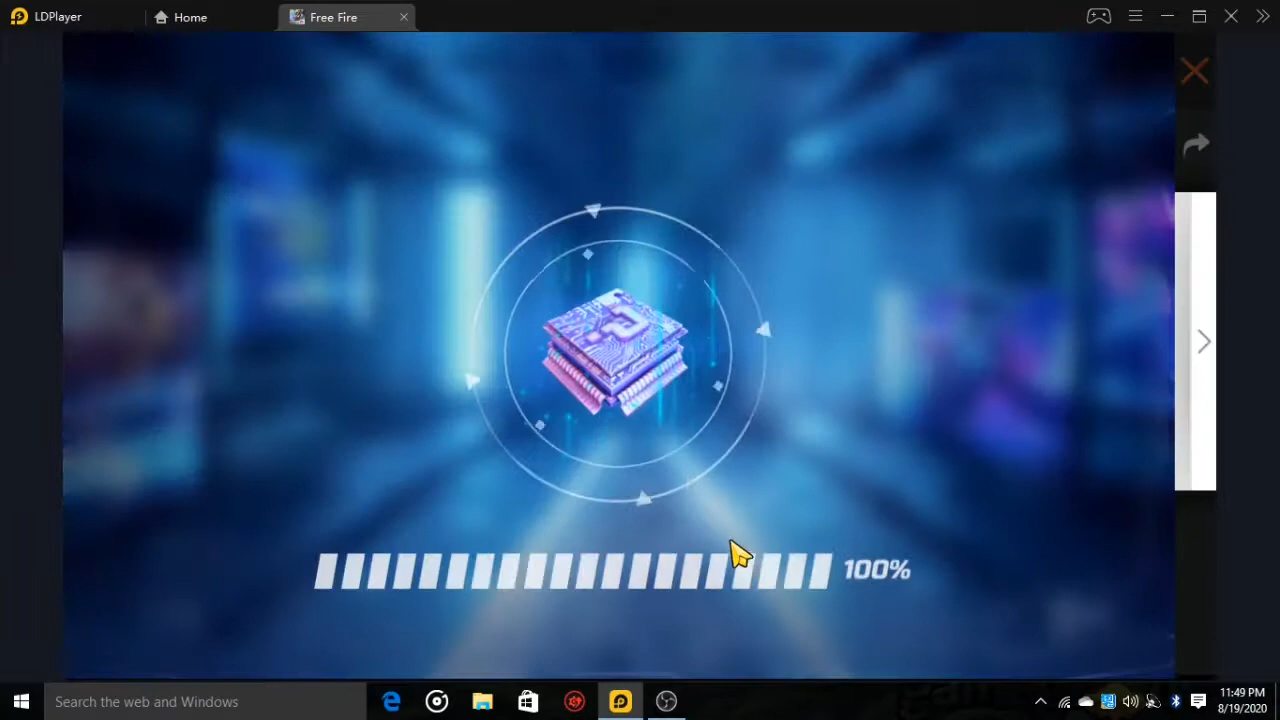 LDPlayer
Home
Free Fire
100%
Search the web and Windows
11:49 PM
8/19/2020